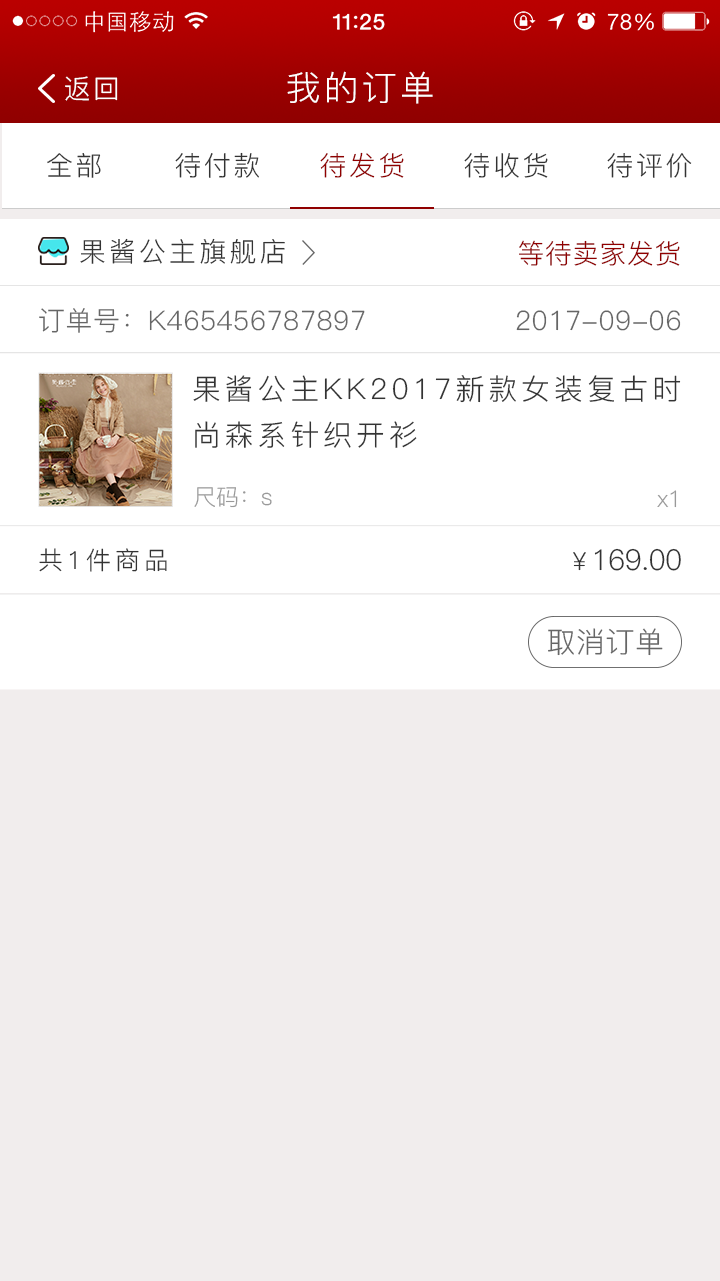 中国移动 11:25 78%
返回 我的订单
全部 待付款 待发货 待收货 待评价
果酱公主旗舰店 等待卖家发货
订单号：K465456787897 2017-09-06
果酱公主KK2017新款女装复古时
尚森系针织开衫
尺码：s x1
共1件商品 ¥169.00
取消订单